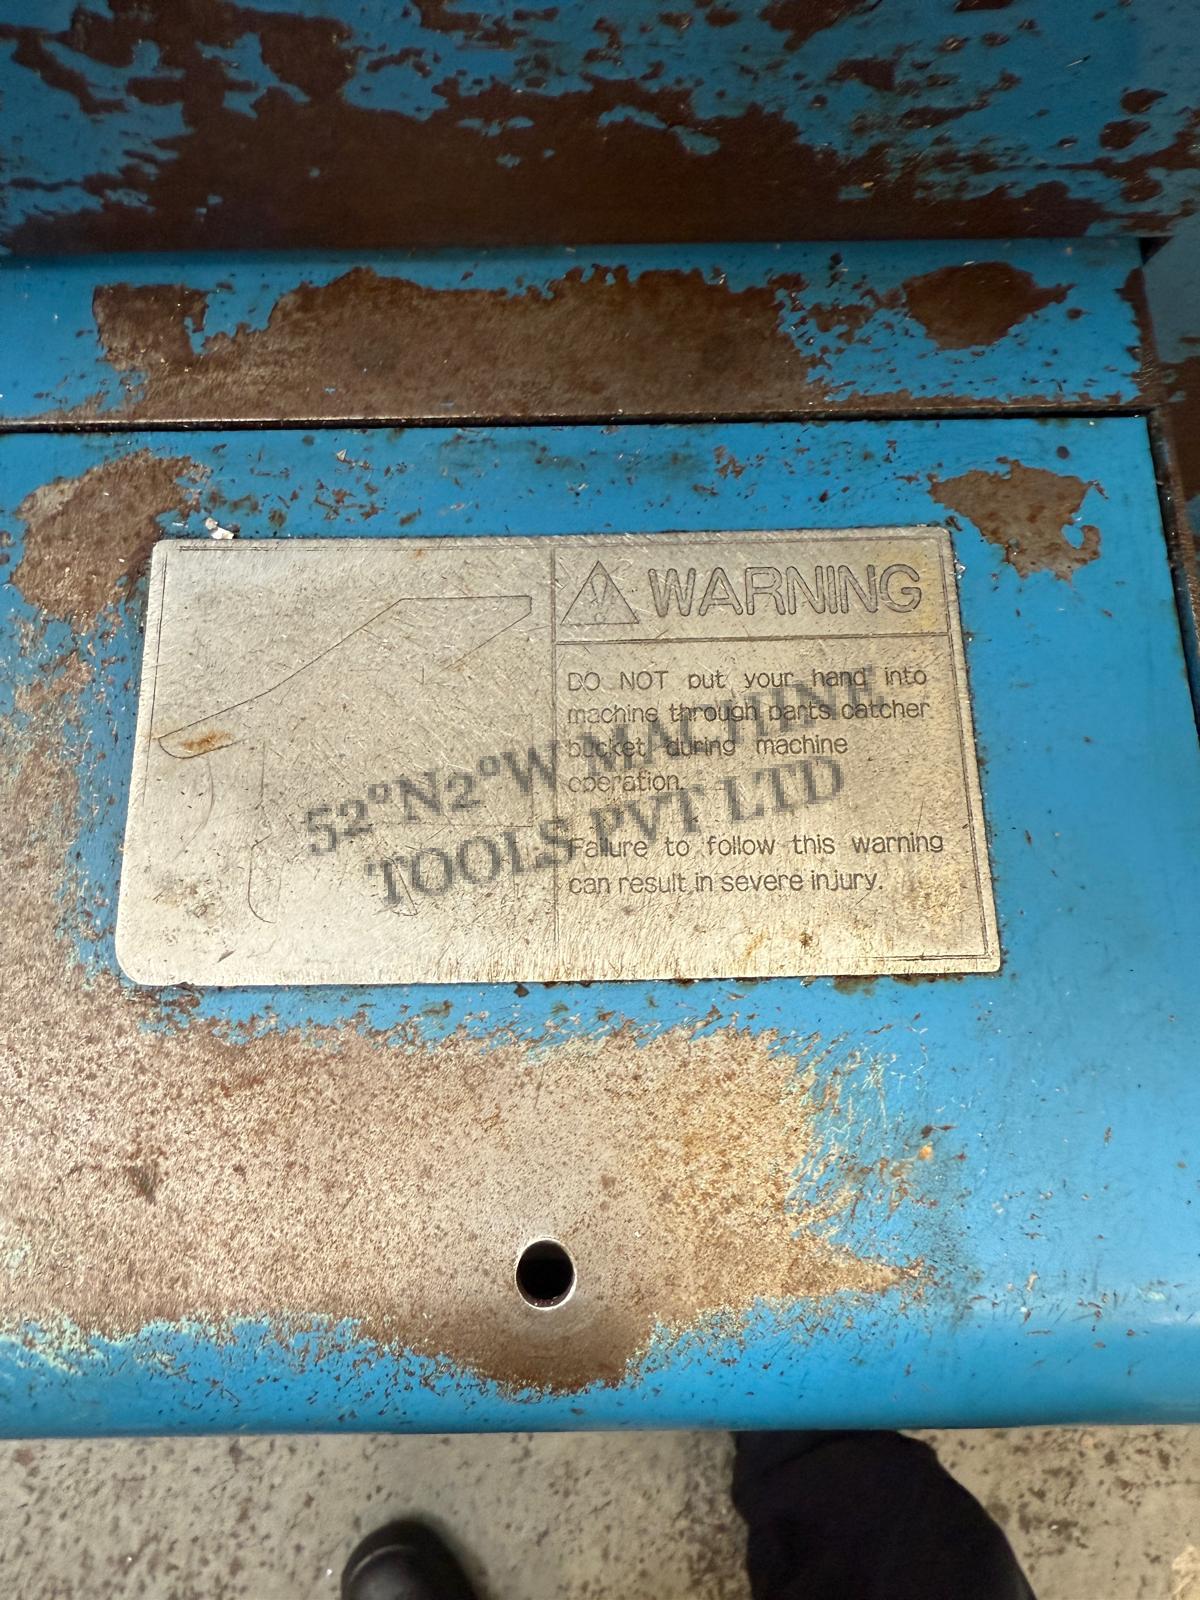 WARNING
DO NOT put your hand into
machine through parts catcher
bucket during machine
operation.
Failure to follow this warning
can result in severe injury.
52°N2°W MACHINE
TOOLS PVT LTD